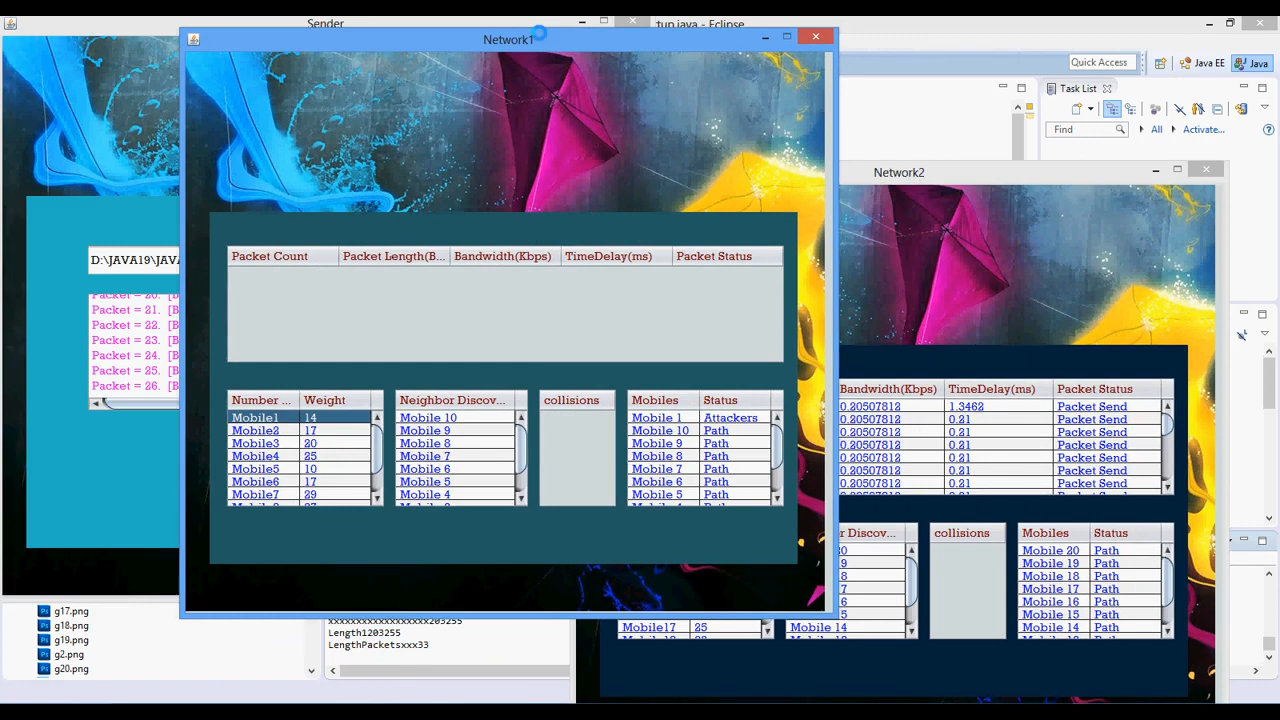 Sender
tup.java - Eclipse
Network1
Quick Access
Java EE
Java
Task List
Find
All
Activate...
Network2
D:\JAVA19\JAVA
Packet = 21. [B
Packet = 22. [B
Packet = 23. [B
Packet = 24. [B
Packet = 25. [B
Packet = 26. [B
Packet Count Packet Length(B... Bandwidth(Kbps) TimeDelay(ms) Packet Status
Number ... Weight
Mobile1 14
Mobile2 17
Mobile3 20
Mobile4 25
Mobile5 10
Mobile6 17
Mobile7 29
Neighbor Discov...
Mobile 10
Mobile 9
Mobile 8
Mobile 7
Mobile 6
Mobile 5
Mobile 4
collisions
Mobiles Status
Mobile 1 Attackers
Mobile 10 Path
Mobile 9 Path
Mobile 8 Path
Mobile 7 Path
Mobile 6 Path
Mobile 5 Path
Bandwidth(Kbps) TimeDelay(ms) Packet Status
0.20507812 1.3462 Packet Send
0.20507812 0.21 Packet Send
0.20507812 0.21 Packet Send
0.20507812 0.21 Packet Send
0.20507812 0.21 Packet Send
0.20507812 0.21 Packet Send
0.20507812 0.21 Packet Send
r Discov...
20
9
8
7
6
5
Mobile17 25
Mobile 14
collisions
Mobiles Status
Mobile 20 Path
Mobile 19 Path
Mobile 18 Path
Mobile 17 Path
Mobile 16 Path
Mobile 15 Path
Mobile 14 Path
g17.png
g18.png
g19.png
g2.png
g20.png
Length1203255
LengthPacketsxxx33